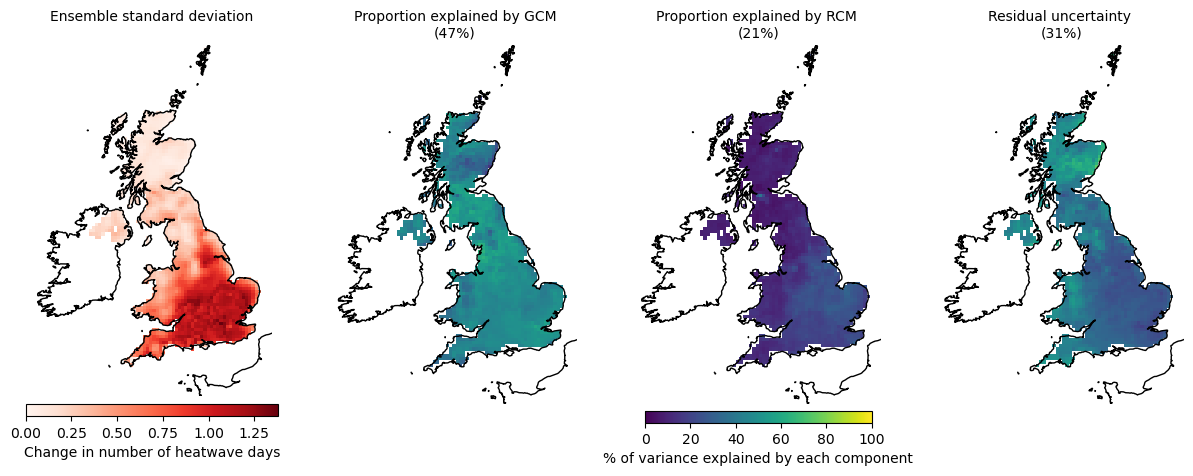 Ensemble standard deviation
Proportion explained by GCM
(47%)
Proportion explained by RCM
(21%)
Residual uncertainty
(31%)
0.00 0.25 0.50 0.75 1.00 1.25
Change in number of heatwave days
0 20 40 60 80 100
% of variance explained by each component